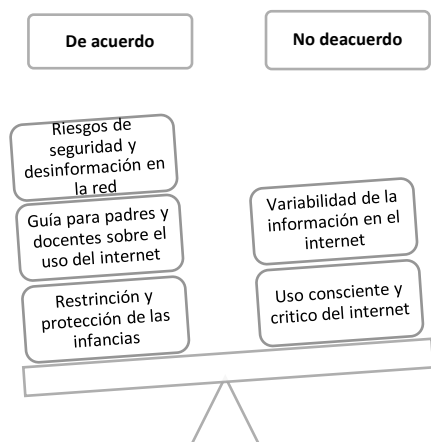 De acuerdo
No deacuerdo
Riesgos de
seguridad y
desinformación en
la red
Guía para padres y
docentes sobre el
uso del internet
Restrinción y
protección de las
infancias
Variabilidad de la
información en el
internet
Uso consciente y
critico del internet